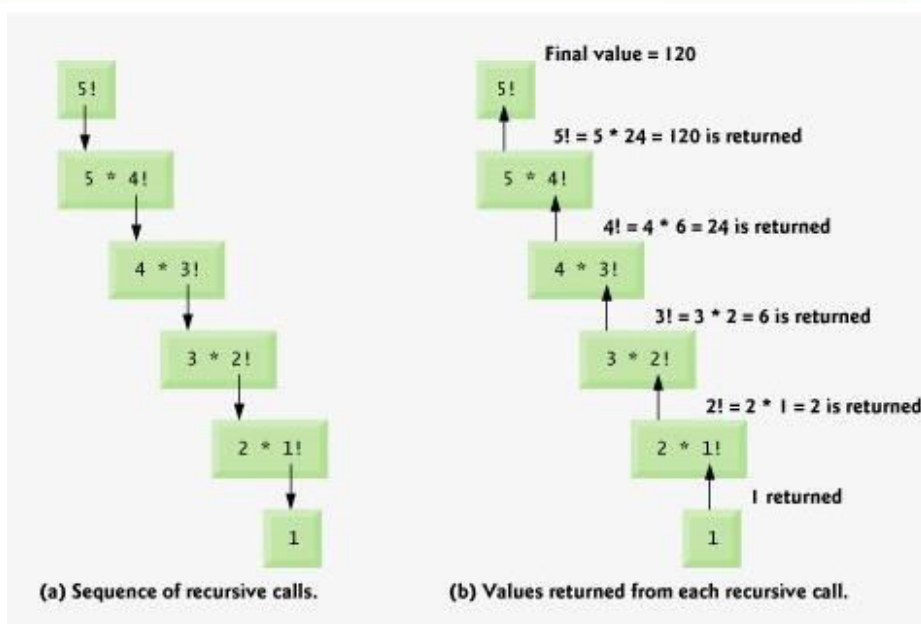 5!
5 * 4!
4 * 3!
3 * 2!
2 * 1!
1
(a) Sequence of recursive calls.
Final value = 120
5!
5! = 5 * 24 = 120 is returned
5 * 4!
4! = 4 * 6 = 24 is returned
4 * 3!
3! = 3 * 2 = 6 is returned
3 * 2!
2! = 2 * 1 = 2 is returned
2 * 1!
1 returned
1
(b) Values returned from each recursive call.